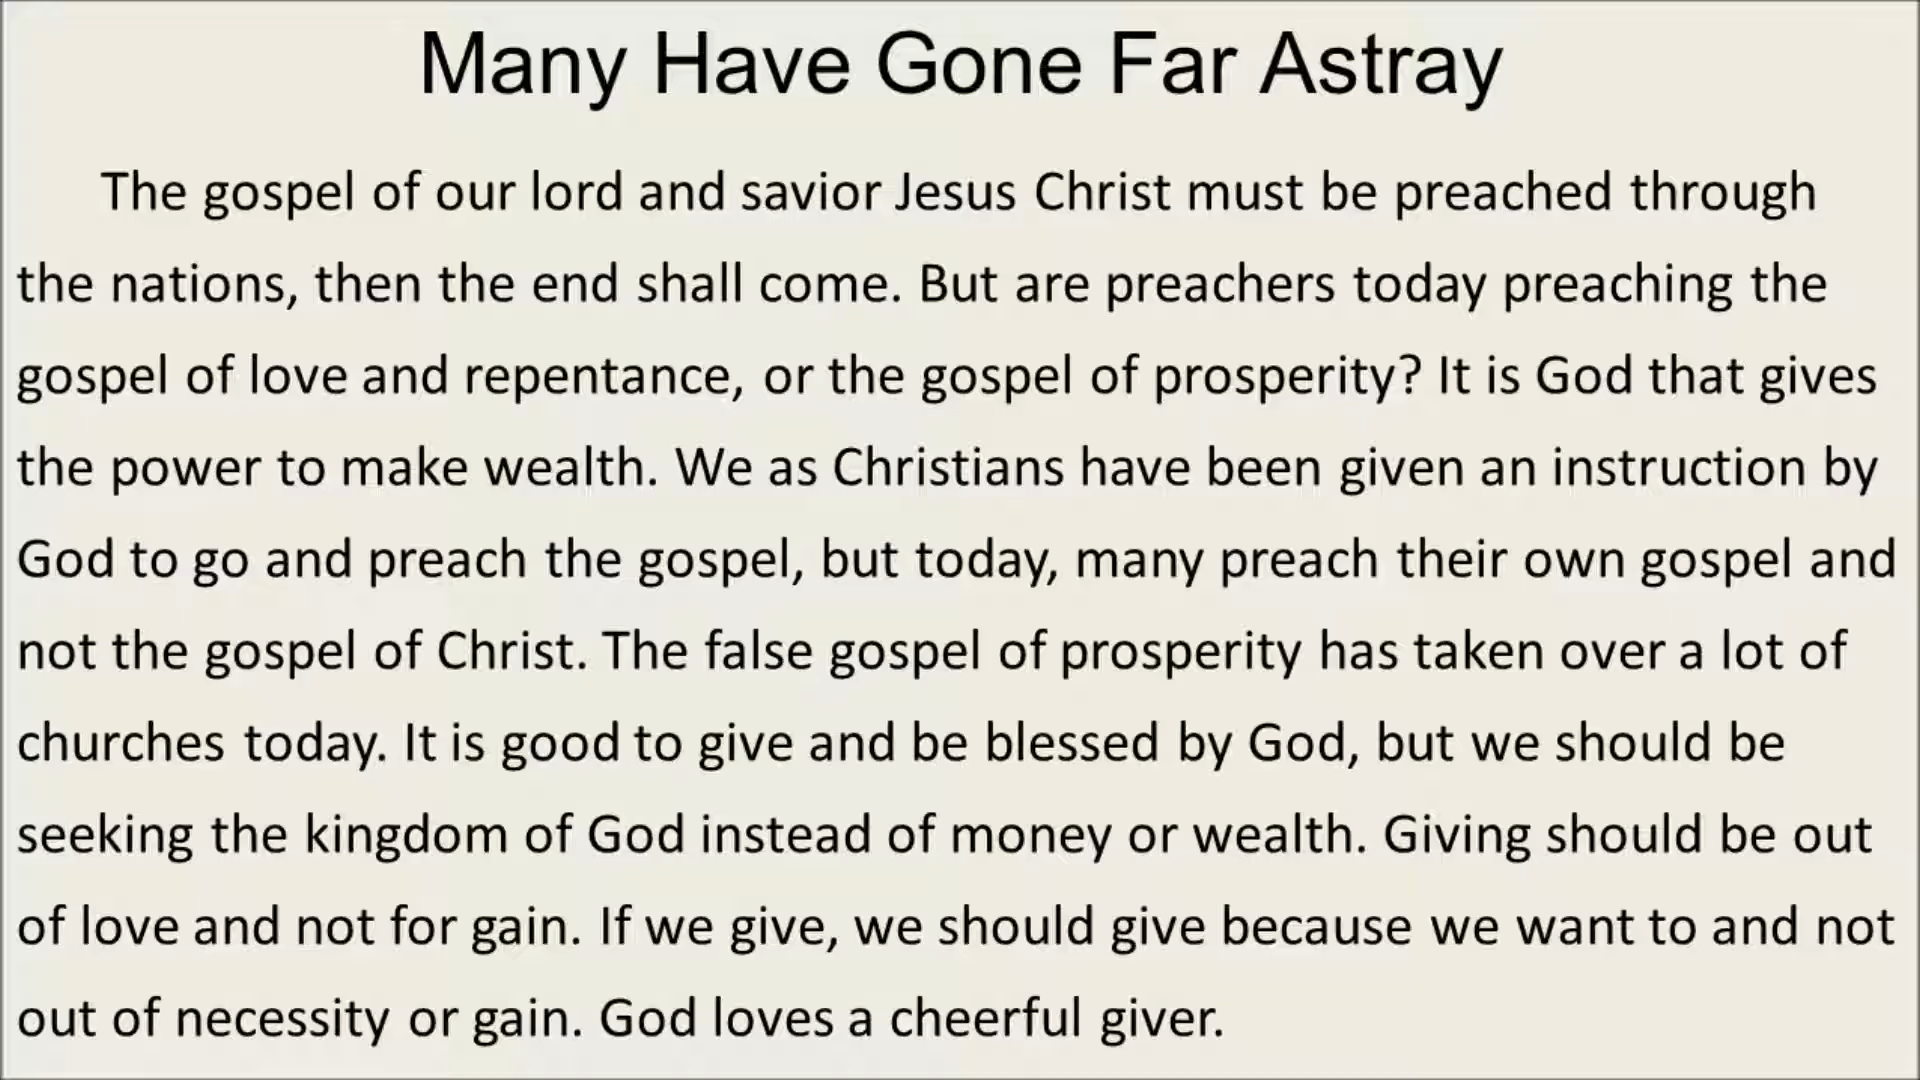 Many Have Gone Far Astray
The gospel of our lord and savior Jesus Christ must be preached through
the nations, then the end shall come. But are preachers today preaching the
gospel of love and repentance, or the gospel of prosperity? It is God that gives
the power to make wealth. We as Christians have been given an instruction by
God to go and preach the gospel, but today, many preach their own gospel and
not the gospel of Christ. The false gospel of prosperity has taken over a lot of
churches today. It is good to give and be blessed by God, but we should be
seeking the kingdom of God instead of money or wealth. Giving should be out
of love and not for gain. If we give, we should give because we want to and not
out of necessity or gain. God loves a cheerful giver.